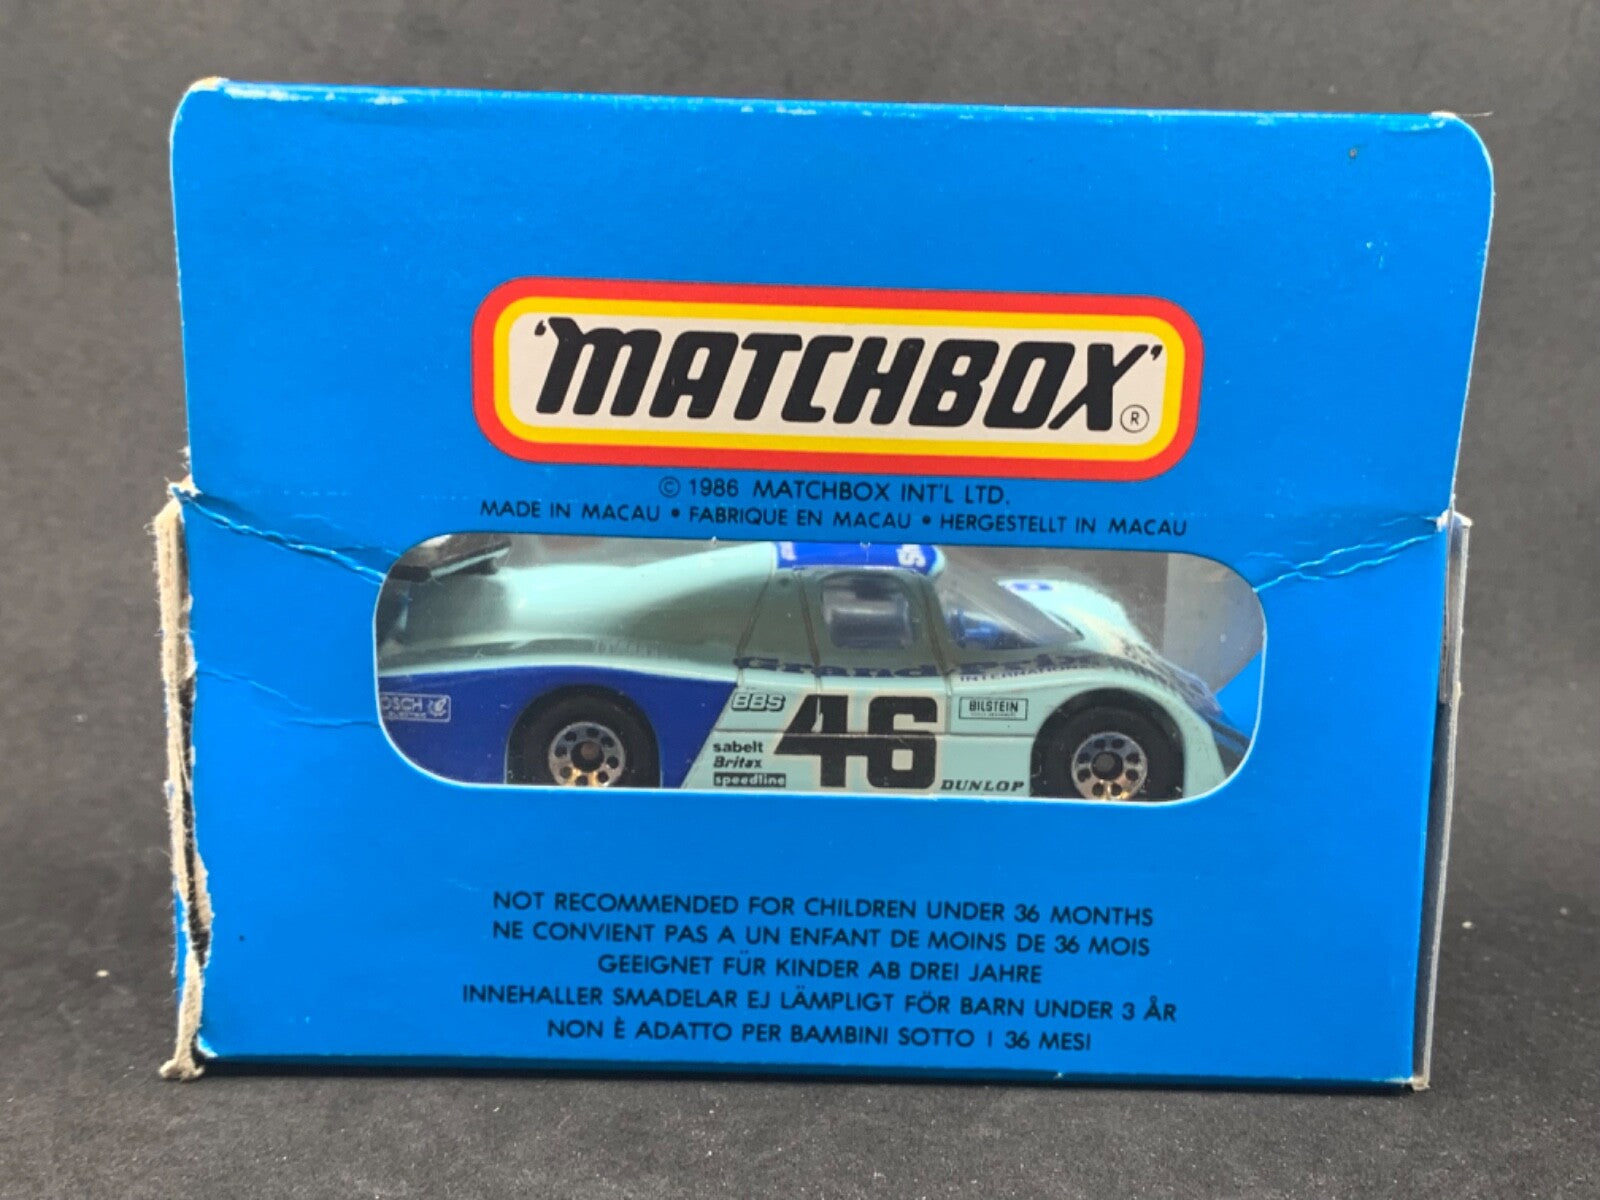 'MATCHBOX'®
© 1986 MATCHBOX INT'L LTD.
MADE IN MACAU • FABRIQUE EN MACAU • HERGESTELLT IN MACAU
Grand
INTERNATIONAL
BBS
46
BILSTEIN
OSCH
sabelt
Britax
speedline
DUNLOP
NOT RECOMMENDED FOR CHILDREN UNDER 36 MONTHS
NE CONVIENT PAS A UN ENFANT DE MOINS DE 36 MOIS
GEEIGNET FÜR KINDER AB DREI JAHRE
INNEHALLER SMADELAR EJ LÄMPLIGT FÖR BARN UNDER 3 ÅR
NON È ADATTO PER BAMBINI SOTTO I 36 MESI